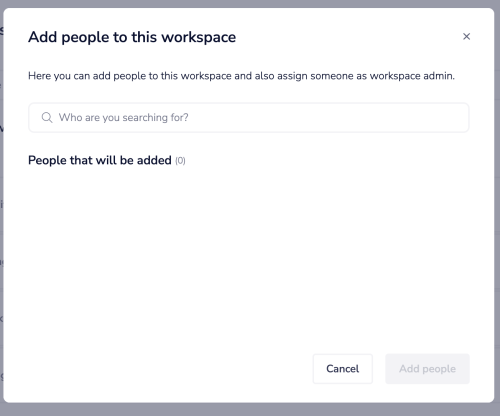 Add people to this workspace
Here you can add people to this workspace and also assign someone as workspace admin.
Who are you searching for?
People that will be added (0)
Cancel
Add people